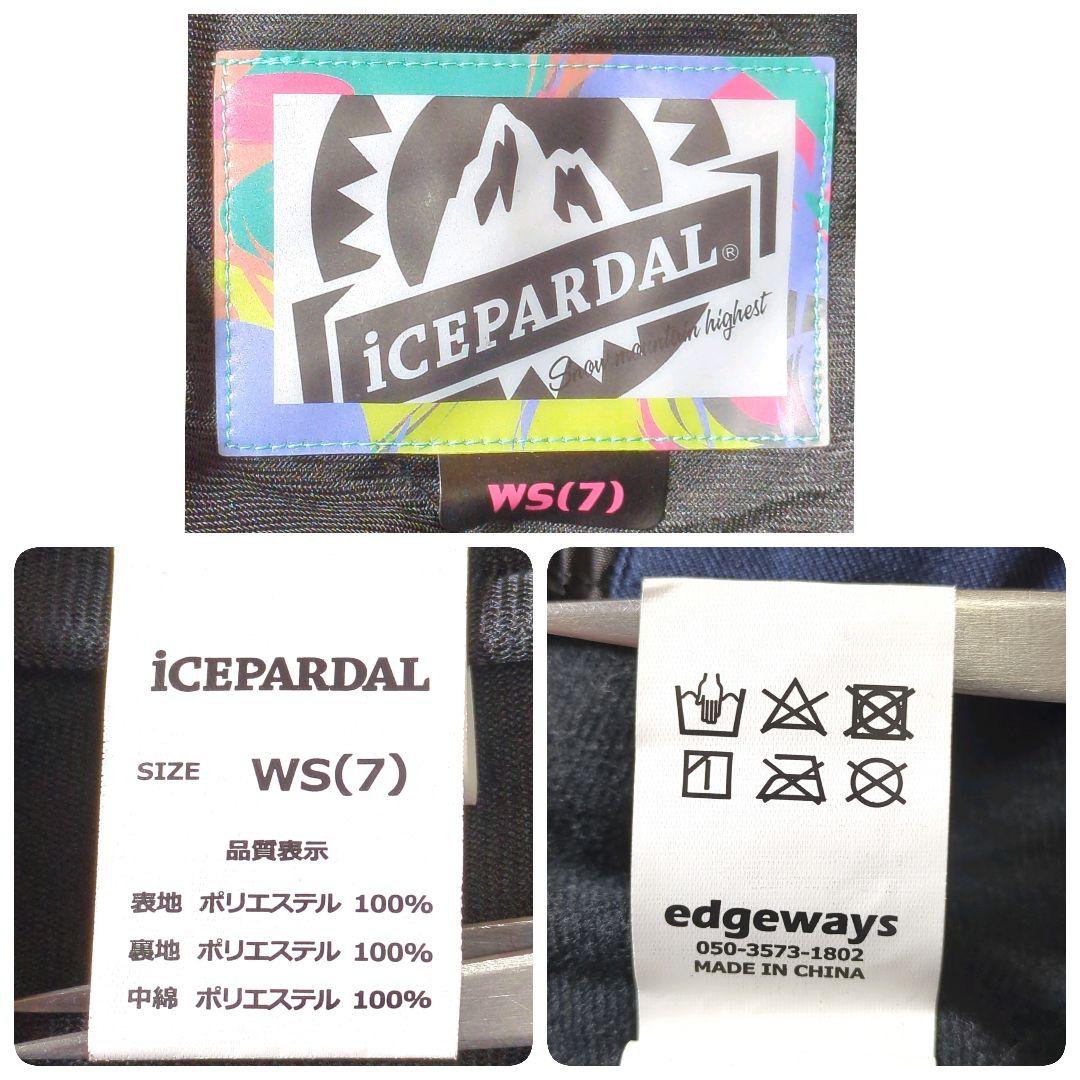 iCEPARDAL®
Snow mountain highest
WS(7)
iCEPARDAL
SIZE WS(7)
品質表示
表地 ポリエステル 100%
裏地 ポリエステル 100%
中綿 ポリエステル 100%
edgeways
050-3573-1802
MADE IN CHINA